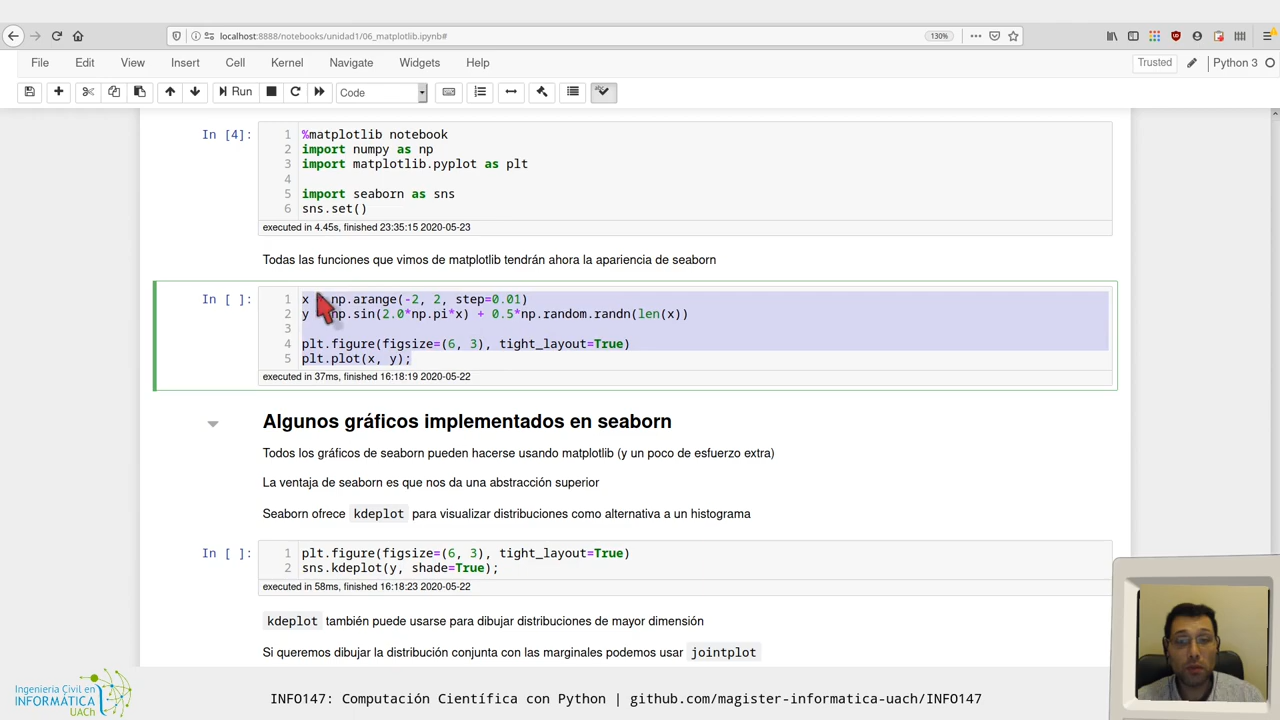 localhost:8888/notebooks/unidad1/06_matplotlib.ipynb#
130%
File Edit View Insert Cell Kernel Navigate Widgets Help
Trusted
Python 3
Run
Code
In [4]:
1 %matplotlib notebook
2 import numpy as np
3 import matplotlib.pyplot as plt
4
5 import seaborn as sns
6 sns.set()
executed in 4.45s, finished 23:35:15 2020-05-23
Todas las funciones que vimos de matplotlib tendrán ahora la apariencia de seaborn
In [ ]:
1 x np.arange(-2, 2, step=0.01)
2 y np.sin(2.0*np.pi*x) + 0.5*np.random.randn(len(x))
3
4 plt.figure(figsize=(6, 3), tight_layout=True)
5 plt.plot(x, y);
executed in 37ms, finished 16:18:19 2020-05-22
Algunos gráficos implementados en seaborn
Todos los gráficos de seaborn pueden hacerse usando matplotlib (y un poco de esfuerzo extra)
La ventaja de seaborn es que nos da una abstracción superior
Seaborn ofrece kdeplot para visualizar distribuciones como alternativa a un histograma
In [ ]:
1 plt.figure(figsize=(6, 3), tight_layout=True)
2 sns.kdeplot(y, shade=True);
executed in 58ms, finished 16:18:23 2020-05-22
kdeplot también puede usarse para dibujar distribuciones de mayor dimensión
Si queremos dibujar la distribución conjunta con las marginales podemos usar jointplot
Ingeniería Civil en
INFORMÁTICA
UACh
INFO147: Computación Científica con Python | github.com/magister-informatica-uach/INFO147